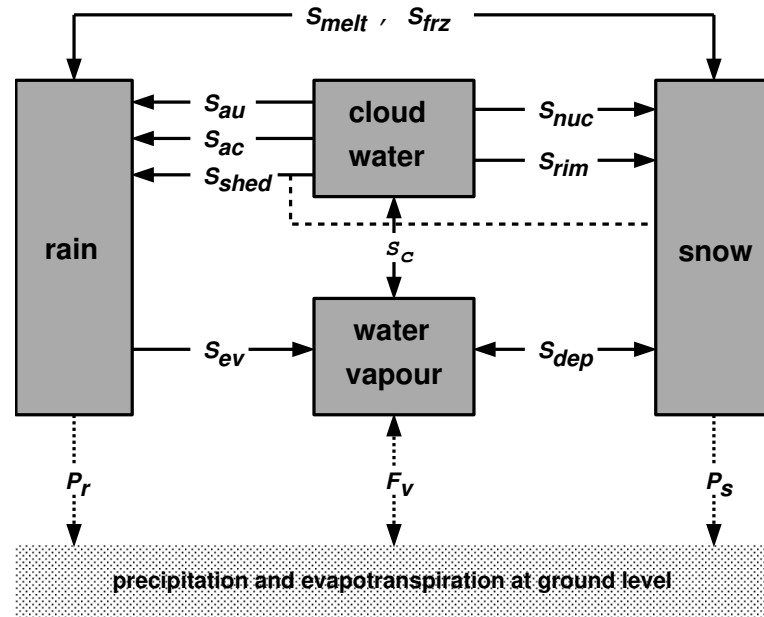 S_melt , S_frz
S_au
S_ac
S_shed
cloud
water
S_nuc
S_rim
rain
S_c
snow
S_ev
water
vapour
S_dep
P_r
F_v
P_s
precipitation and evapotranspiration at ground level